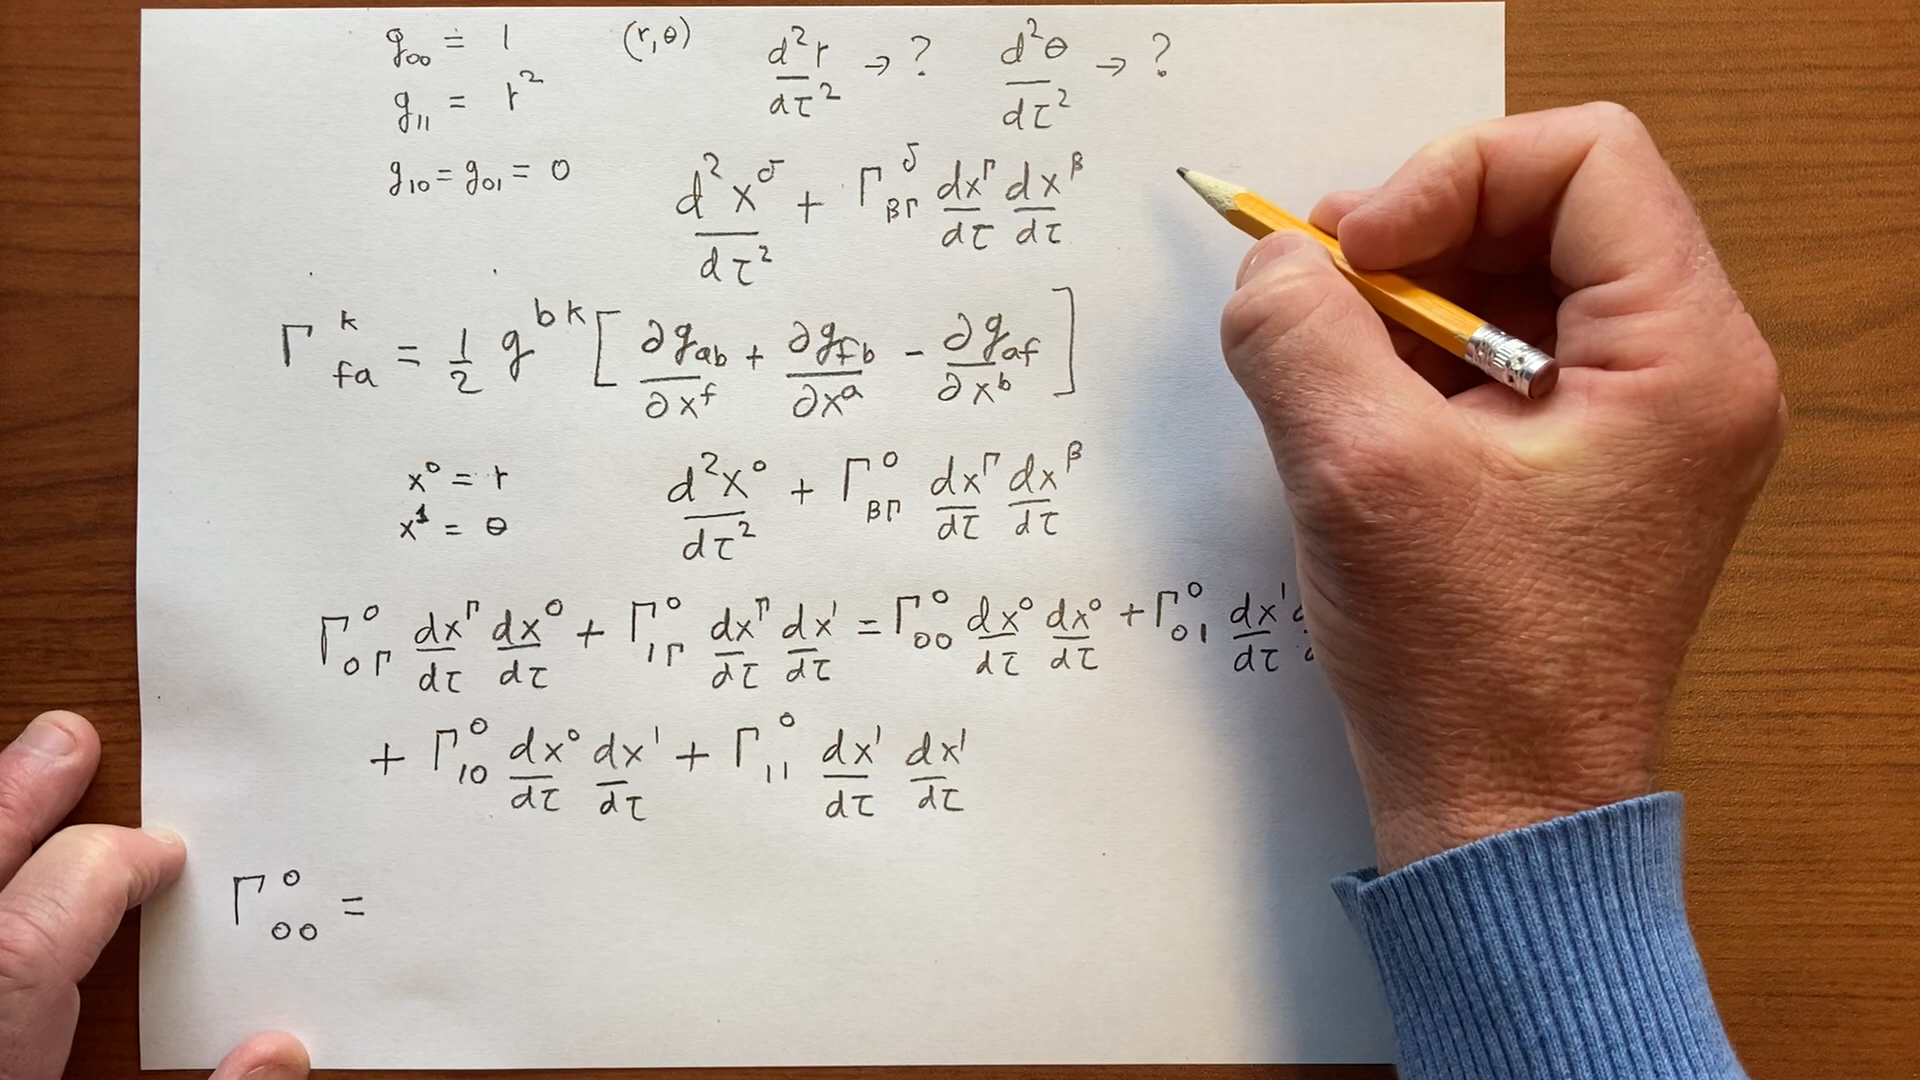 g₀₀ = 1 (r,θ) d²r/dτ² → ? d²θ/dτ² → ?
g₁₁ = r²
g₁₀ = g₀₁ = 0 d²x^δ/dτ² + Γ^δ_βΓ dx^Γ/dτ dx^β/dτ
Γ^k_fa = 1/2 g^bk [∂g_ab/∂x^f + ∂g_fb/∂x^a - ∂g_af/∂x^b]
x⁰ = r d²x⁰/dτ² + Γ⁰_βΓ dx^Γ/dτ dx^β/dτ
x¹ = θ
Γ⁰_0Γ dx^Γ/dτ dx⁰/dτ + Γ⁰_1Γ dx^Γ/dτ dx¹/dτ = Γ⁰_00 dx⁰/dτ dx⁰/dτ + Γ⁰_01 dx¹/dτ
+ Γ⁰_10 dx⁰/dτ dx¹/dτ + Γ⁰_11 dx¹/dτ dx¹/dτ
Γ⁰_00 =